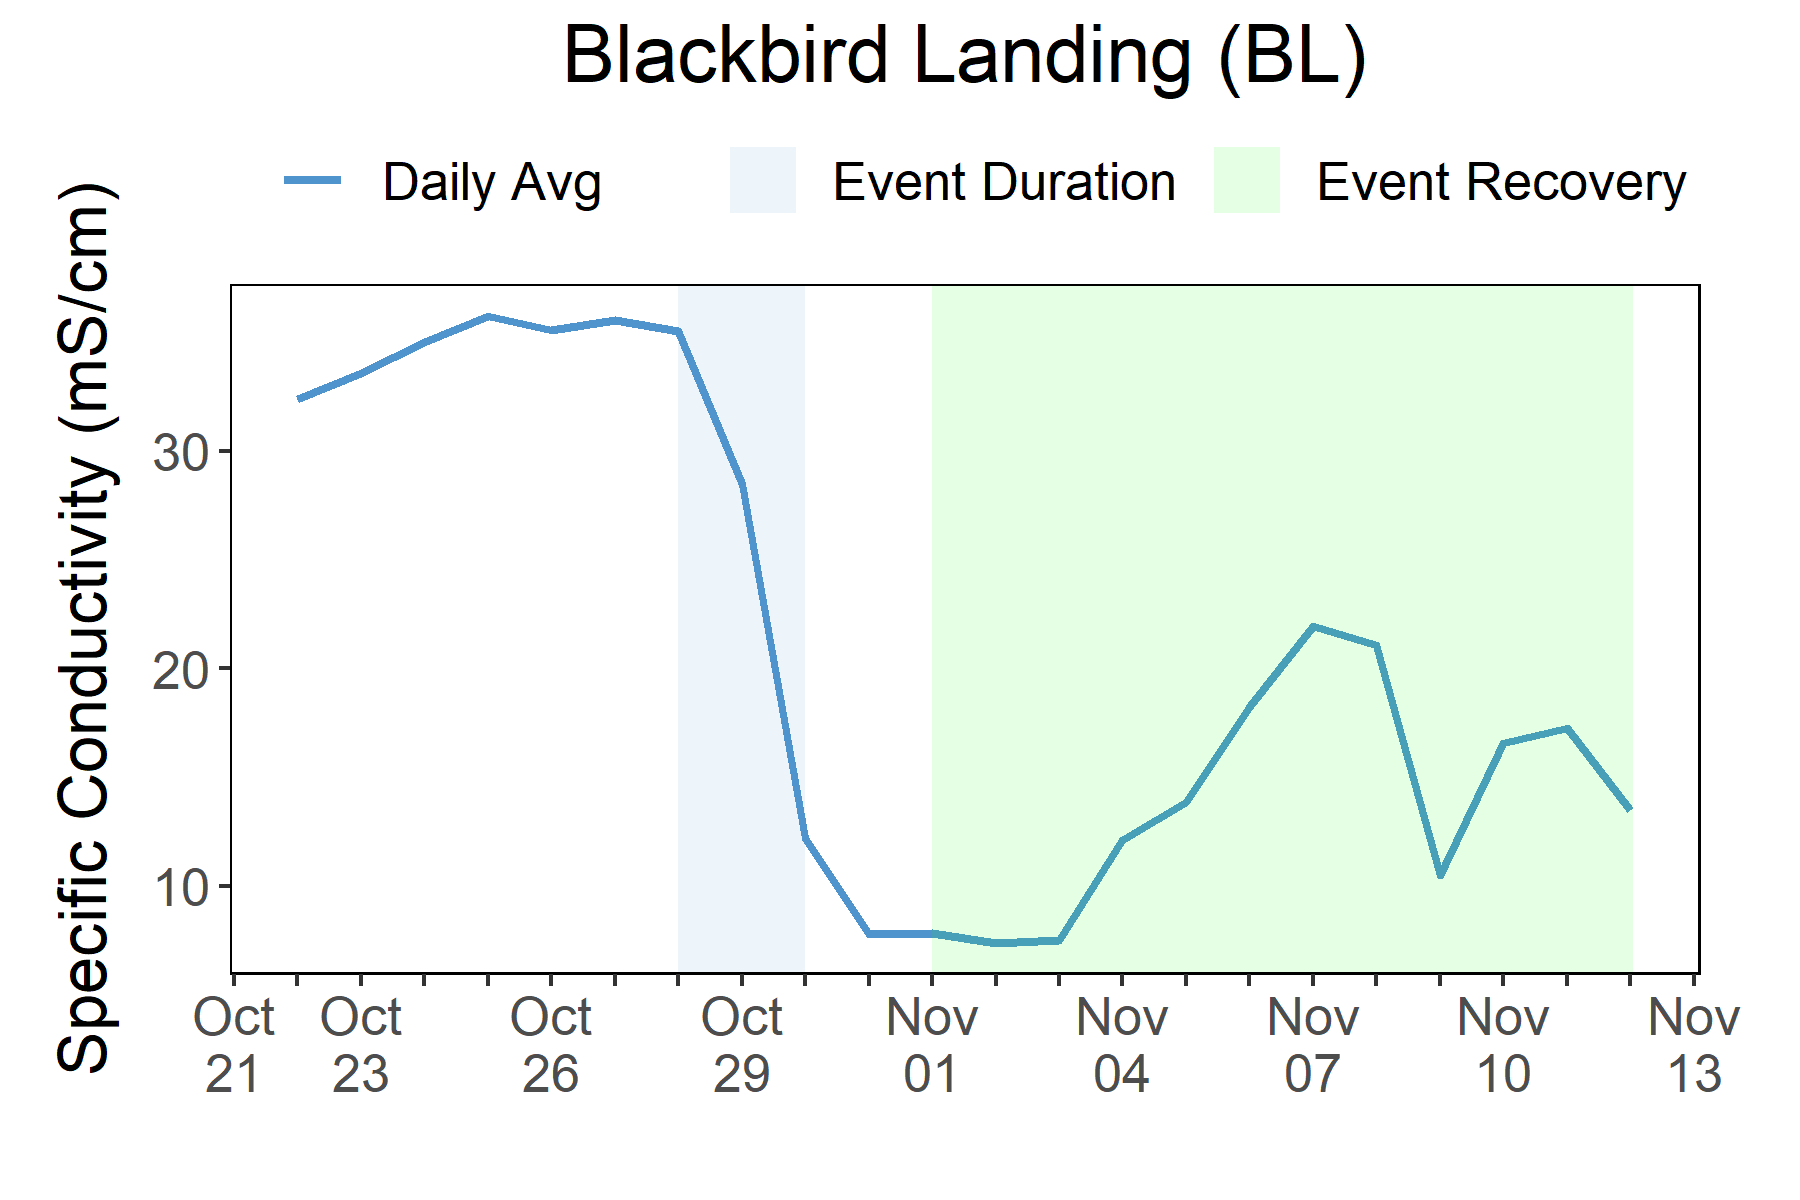 Blackbird Landing (BL)
Daily Avg Event Duration Event Recovery
Specific Conductivity (mS/cm)
30
20
10
Oct Oct Oct Oct Nov Nov Nov Nov Nov
21 23 26 29 01 04 07 10 13